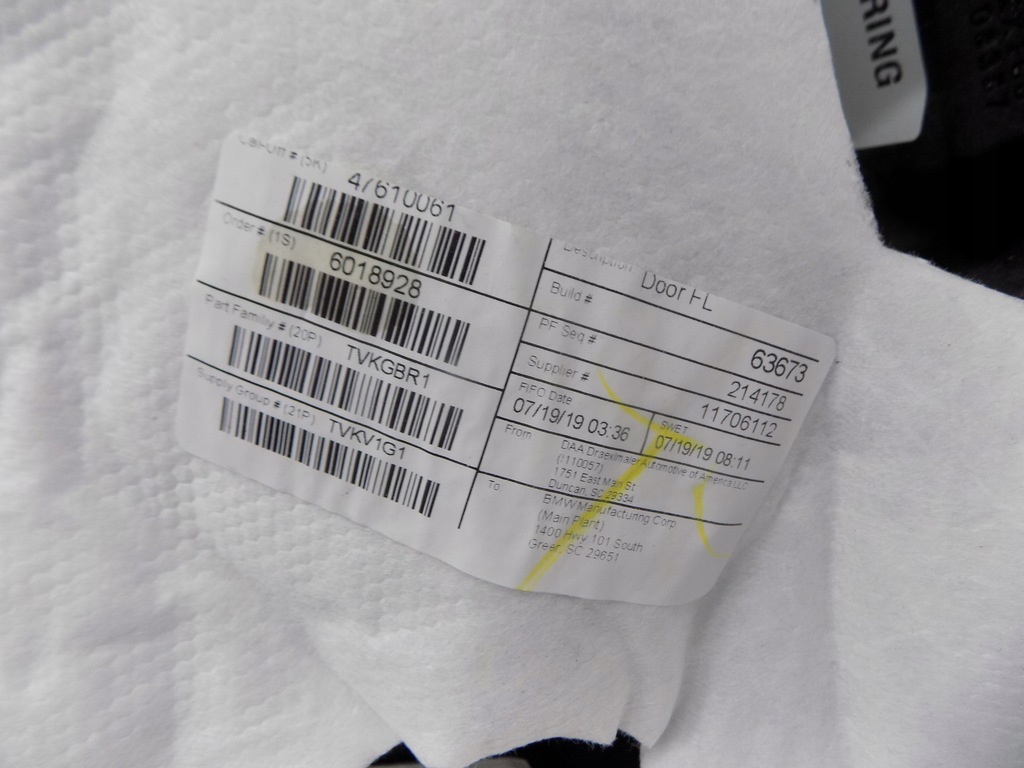 RING
47610061
Order # (1S)
6018928
Part Family # (20P)
TVKGBR1
Supply Group # (21P)
TVKV1G1
Description
Door FL
Build #
63673
PF Seq #
214178
Supplier #
11706112
FIFO Date
07/19/19 03:36
SWET
07/19/19 08:11
From
DAA Draexlmaier Automotive of America LLC
(110057)
1751 East Main St
Duncan, SC 29334
To
BMW Manufacturing Corp
(Main Plant)
1400 Hwy 101 South
Greer, SC 29651